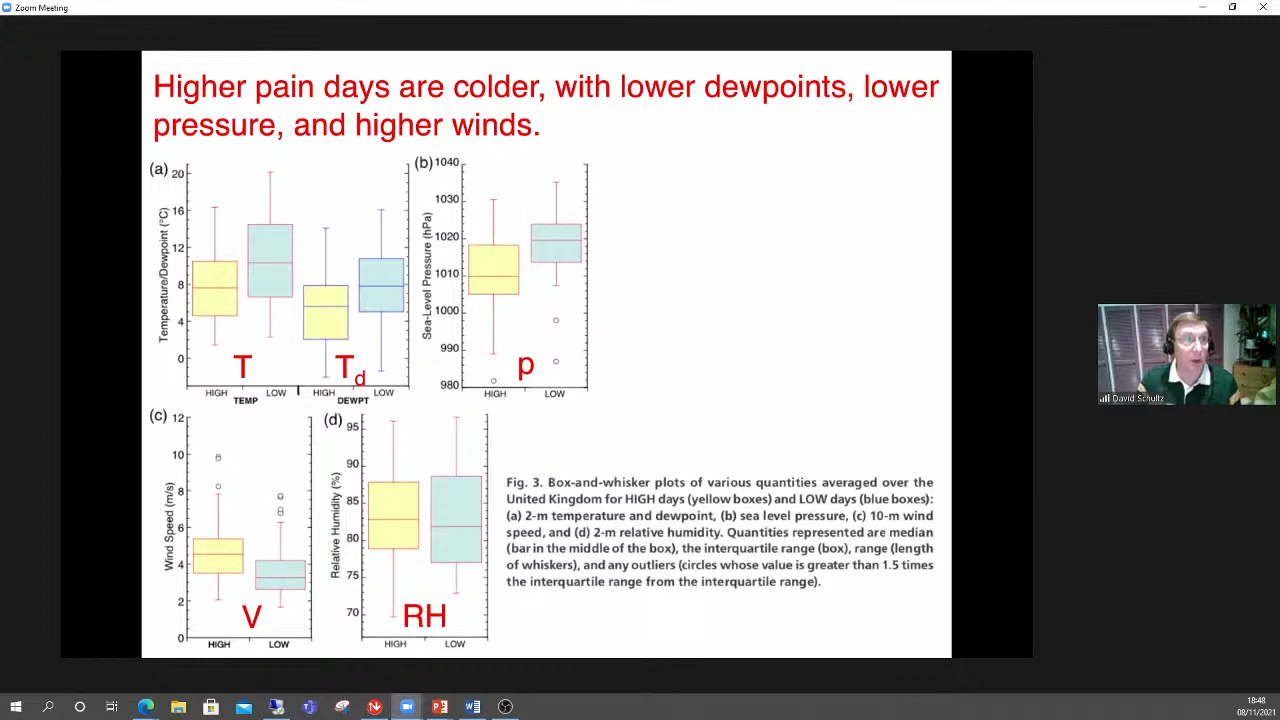 Zoom Meeting
Higher pain days are colder, with lower dewpoints, lower
pressure, and higher winds.
(a)
20
16
12
8
4
0
Temperature/Dewpoint (°C)
T
Td
HIGH
LOW
HIGH
LOW
TEMP
DEWPT
(b)
1040
1030
1020
1010
1000
990
980
Sea-Level Pressure (hPa)
p
HIGH
LOW
David Schultz
(c)
12
10
8
6
4
2
0
Wind Speed (m/s)
V
HIGH
LOW
(d)
95
90
85
80
75
70
Relative Humidity (%)
RH
HIGH
LOW
Fig. 3. Box-and-whisker plots of various quantities averaged over the
United Kingdom for HIGH days (yellow boxes) and LOW days (blue boxes):
(a) 2-m temperature and dewpoint, (b) sea level pressure, (c) 10-m wind
speed, and (d) 2-m relative humidity. Quantities represented are median
(bar in the middle of the box), the interquartile range (box), range (length
of whiskers), and any outliers (circles whose value is greater than 1.5 times
the interquartile range from the interquartile range).
18:48
08/11/2021